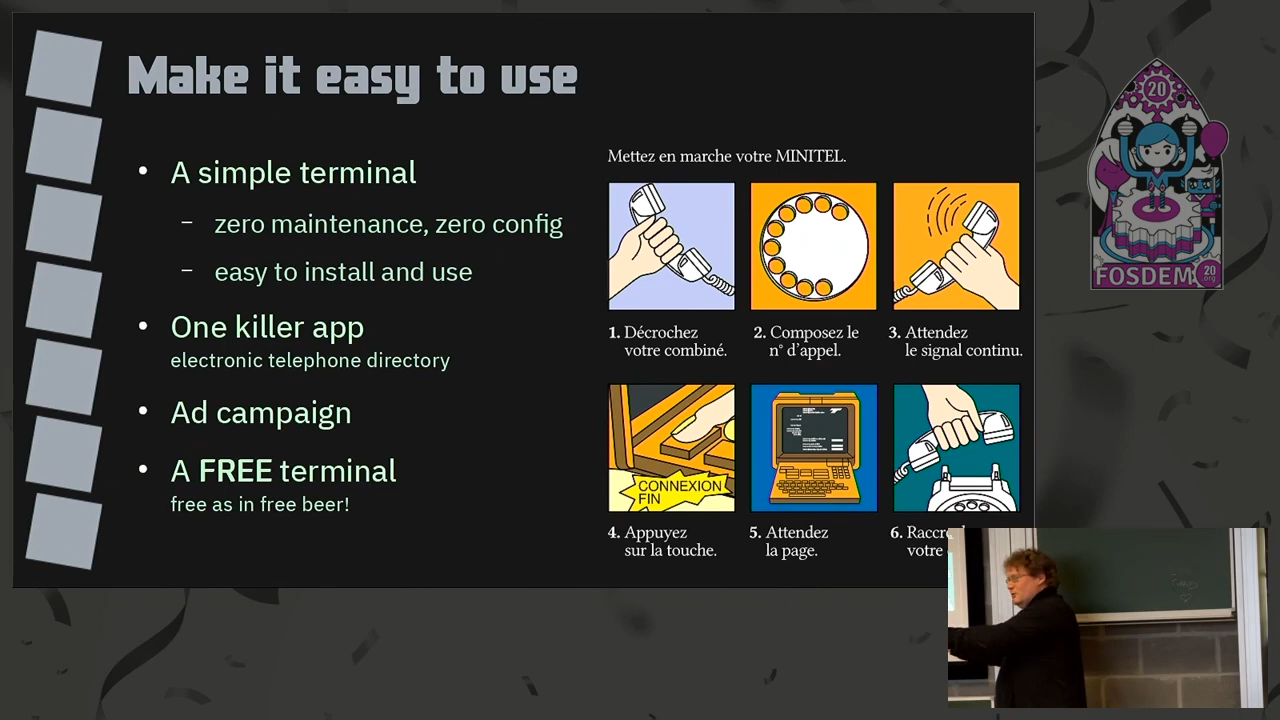 Make it easy to use
• A simple terminal
– zero maintenance, zero config
– easy to install and use
• One killer app
electronic telephone directory
• Ad campaign
• A FREE terminal
free as in free beer!
Mettez en marche votre MINITEL.
1. Décrochez
votre combiné.
2. Composez le
n° d'appel.
3. Attendez
le signal continu.
CONNEXION
FIN
4. Appuyez
sur la touche.
5. Attendez
la page.
6.
votre
20
FOSDEM
20
.org